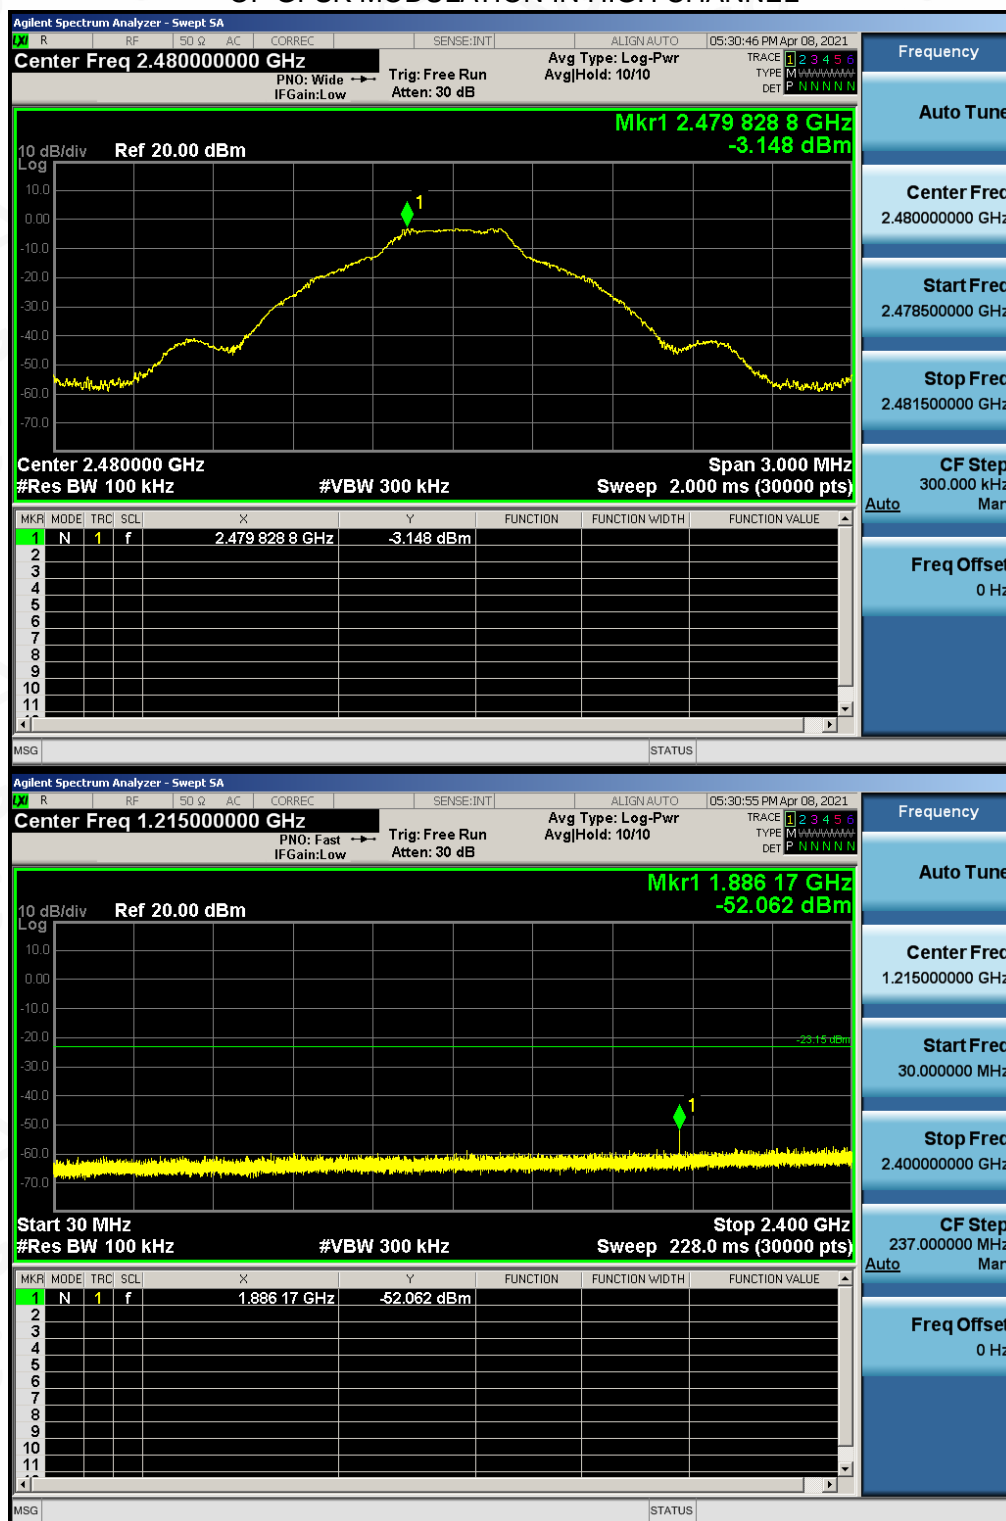 OF GFSK MODULATION IN HIGH CHANNEL
Agilent Spectrum Analyzer - Swept SA
LXI R RF 50 Ω AC CORREC SENSE:INT ALIGN AUTO 05:30:46 PM Apr 08, 2021
Center Freq 2.480000000 GHz
PNO: Wide
IFGain:Low
Trig: Free Run
Atten: 30 dB
Avg Type: Log-Pwr
Avg|Hold: 10/10
TRACE 1 2 3 4 5 6
TYPE M
DET P N N N N N
Mkr1 2.479 828 8 GHz
-3.148 dBm
10 dB/div Ref 20.00 dBm
Log
10.0
0.00
-10.0
-20.0
-30.0
-40.0
-50.0
-60.0
-70.0
1
Center 2.480000 GHz Span 3.000 MHz
#Res BW 100 kHz #VBW 300 kHz Sweep 2.000 ms (30000 pts)
MKR MODE TRC SCL X Y FUNCTION FUNCTION WIDTH FUNCTION VALUE
1 N 1 f 2.479 828 8 GHz -3.148 dBm
2
3
4
5
6
7
8
9
10
11
MSG STATUS
Frequency
Auto Tune
Center Freq
2.480000000 GHz
Start Freq
2.478500000 GHz
Stop Freq
2.481500000 GHz
CF Step
300.000 kHz
Auto Man
Freq Offset
0 Hz
Agilent Spectrum Analyzer - Swept SA
LXI R RF 50 Ω AC CORREC SENSE:INT ALIGN AUTO 05:30:55 PM Apr 08, 2021
Center Freq 1.215000000 GHz
PNO: Fast
IFGain:Low
Trig: Free Run
Atten: 30 dB
Avg Type: Log-Pwr
Avg|Hold: 10/10
TRACE 1 2 3 4 5 6
TYPE M
DET P N N N N N
Mkr1 1.886 17 GHz
-52.062 dBm
10 dB/div Ref 20.00 dBm
Log
10.0
0.00
-10.0
-20.0
-30.0
-40.0
-50.0
-60.0
-70.0
-23.15 dBm
1
Start 30 MHz Stop 2.400 GHz
#Res BW 100 kHz #VBW 300 kHz Sweep 228.0 ms (30000 pts)
MKR MODE TRC SCL X Y FUNCTION FUNCTION WIDTH FUNCTION VALUE
1 N 1 f 1.886 17 GHz -52.062 dBm
2
3
4
5
6
7
8
9
10
11
MSG STATUS
Frequency
Auto Tune
Center Freq
1.215000000 GHz
Start Freq
30.000000 MHz
Stop Freq
2.400000000 GHz
CF Step
237.000000 MHz
Auto Man
Freq Offset
0 Hz